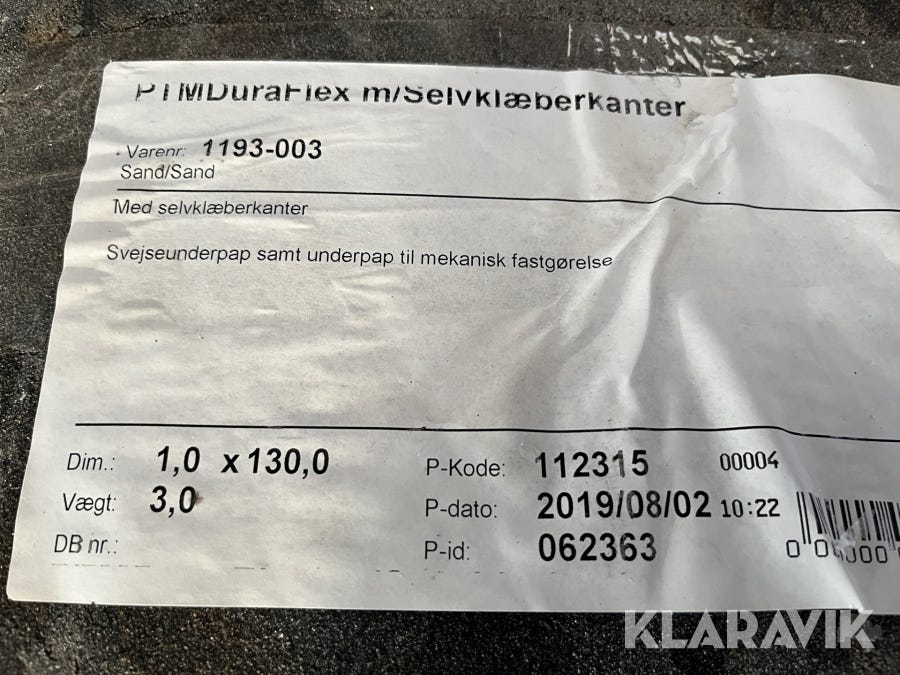 PTMDuraFlex m/Selvklæberkanter
Varenr: 1193-003
Sand/Sand
Med selvklæberkanter
Svejseunderpap samt underpap til mekanisk fastgørelse
Dim.: 1,0 x 130,0 P-Kode: 112315 00004
Vægt: 3,0 P-dato: 2019/08/02 10:22
DB nr.: P-id: 062363
KLARAVIK